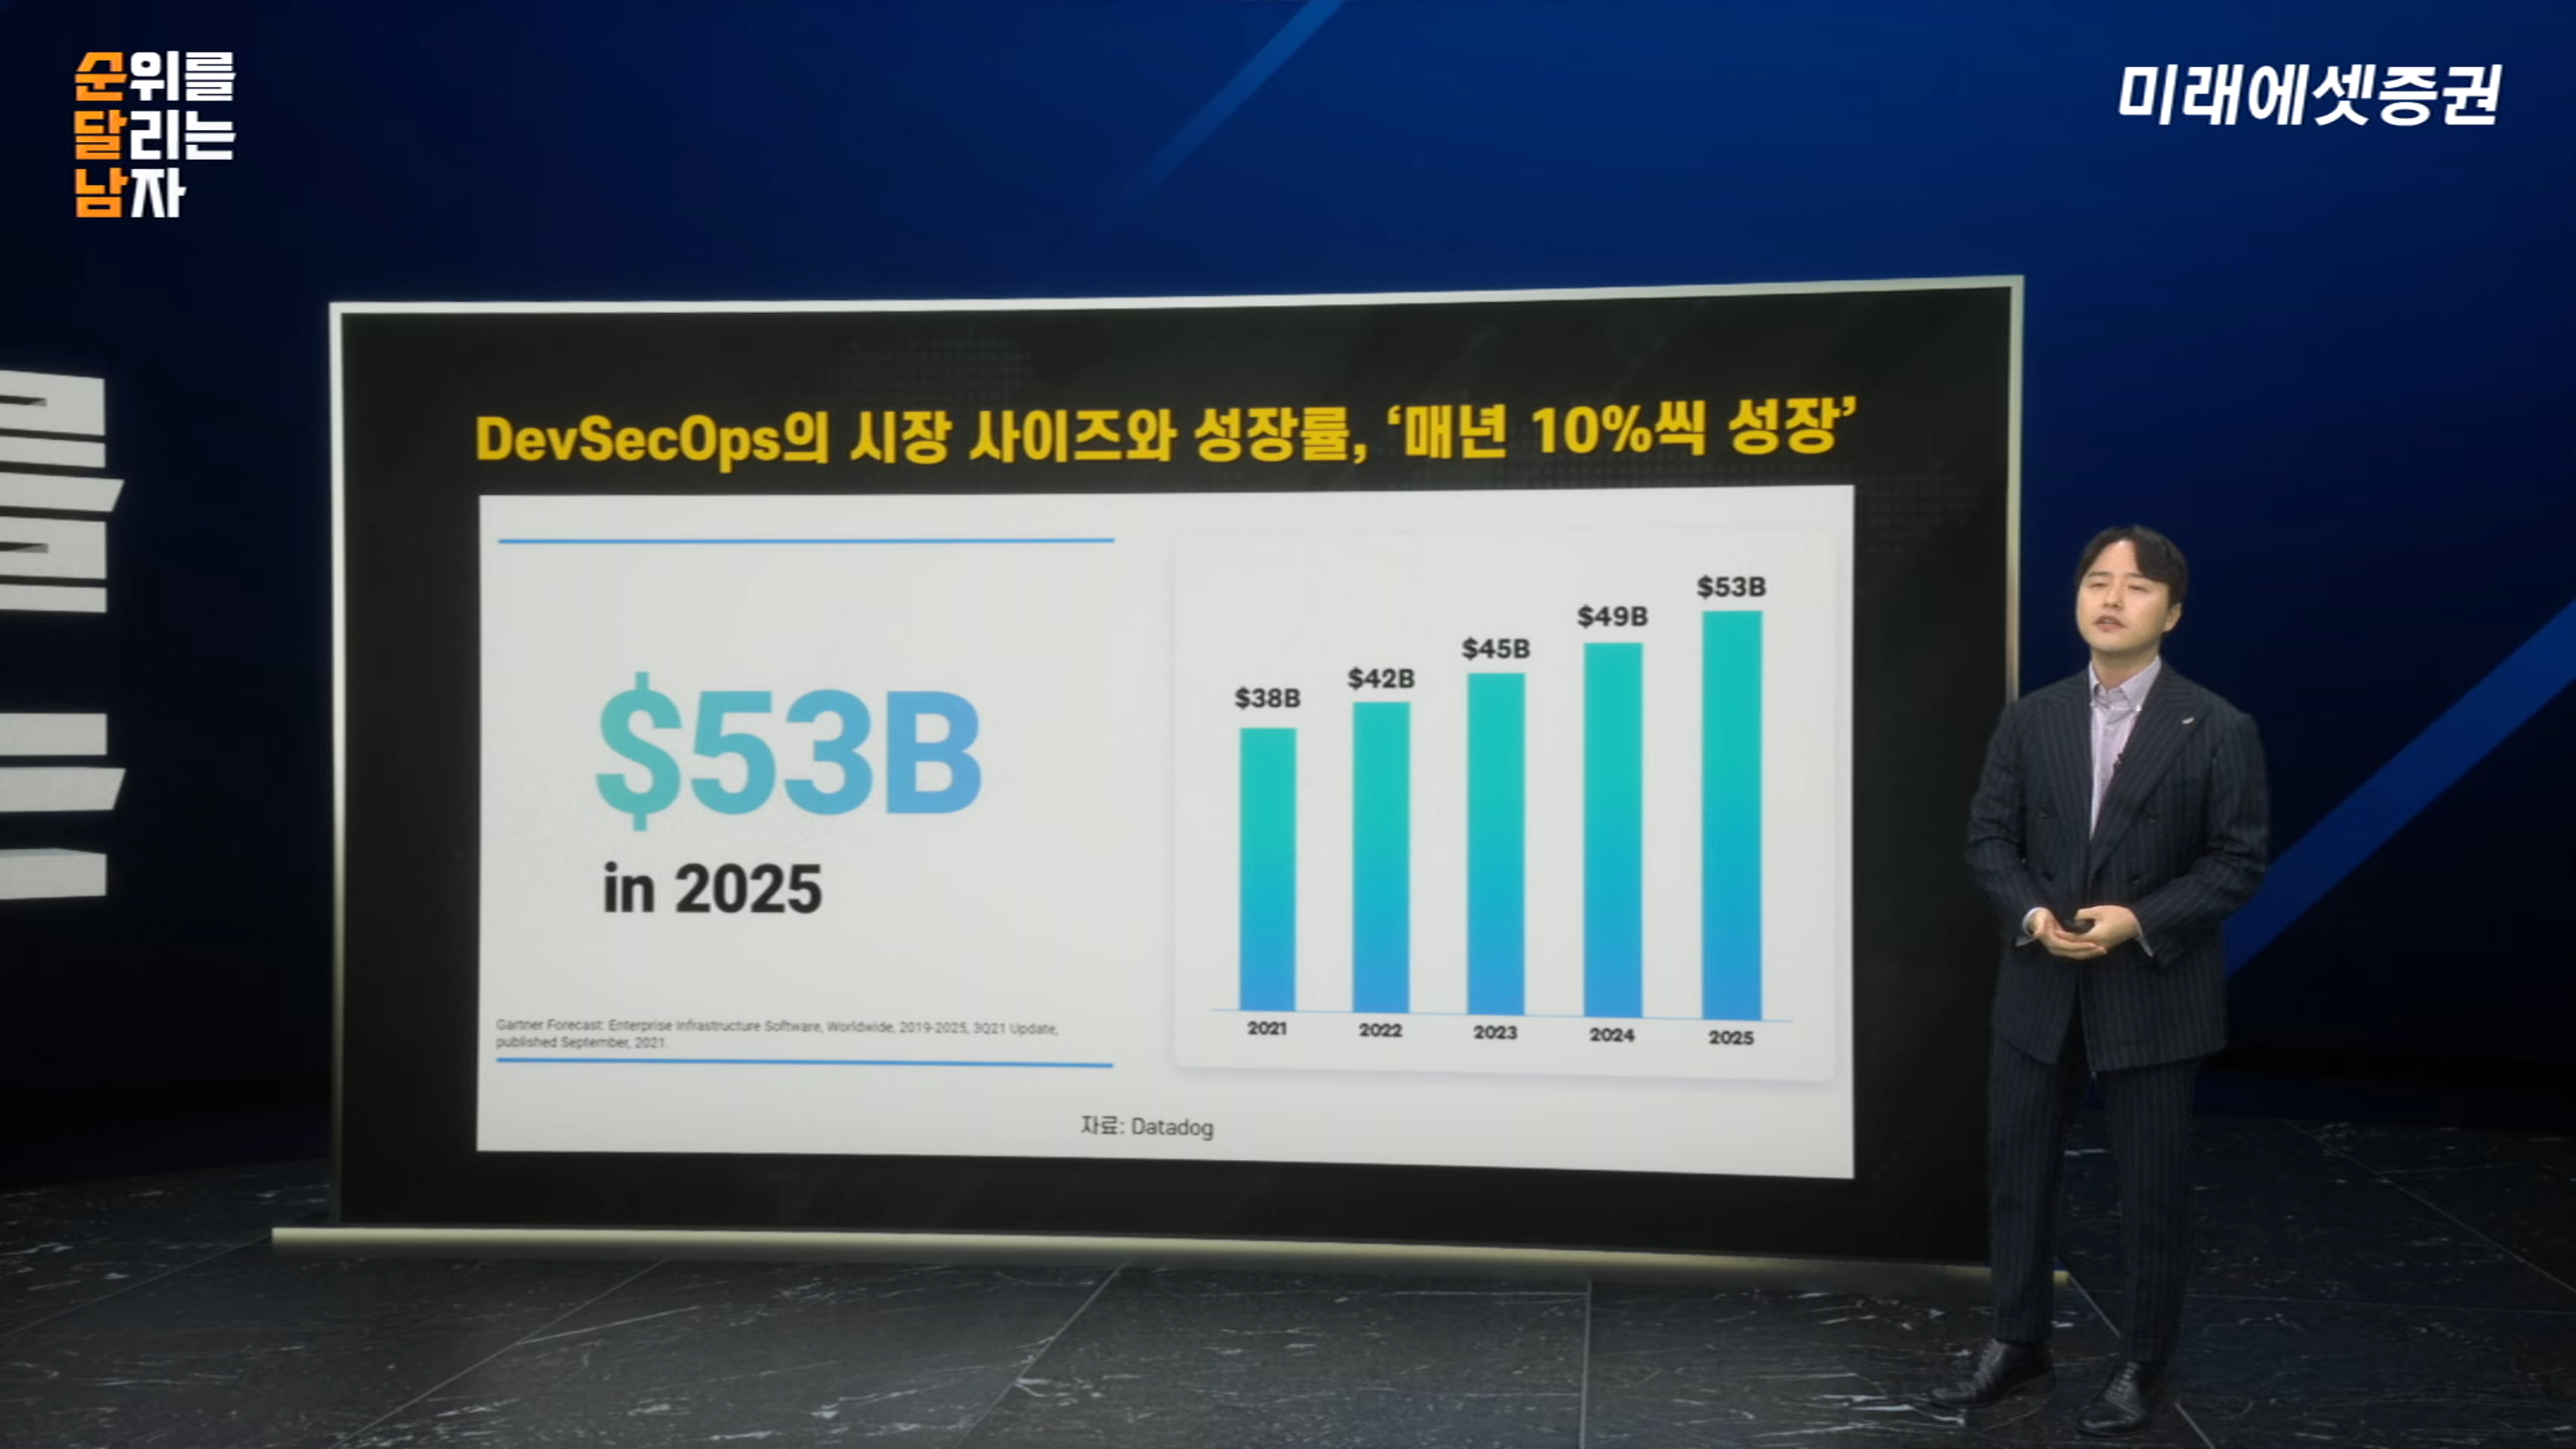 순위를
달리는
남자
미래에셋증권
DevSecOps의 시장 사이즈와 성장률, ‘매년 10%씩 성장’
$53B
in 2025
Gartner Forecast: Enterprise Infrastructure Software, Worldwide, 2019-2025, 3Q21 Update,
published September, 2021.
$38B
$42B
$45B
$49B
$53B
2021
2022
2023
2024
2025
자료: Datadog